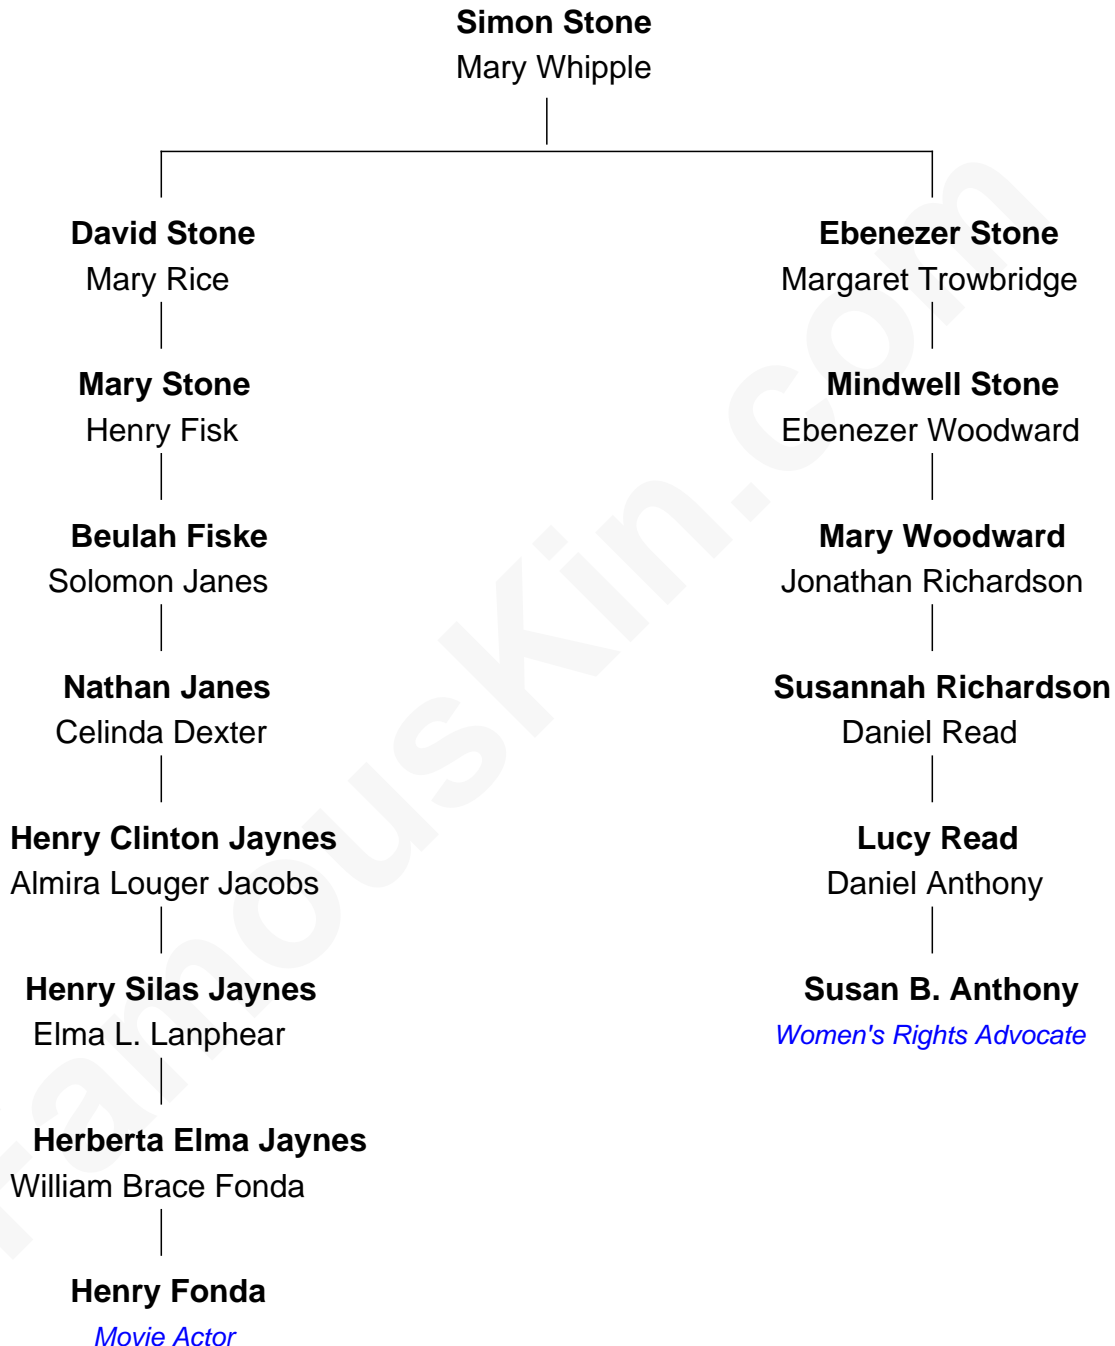 Simon Stone
Mary Whipple
David Stone
Mary Rice
Mary Stone
Henry Fisk
Beulah Fiske
Solomon Janes
Nathan Janes
Celinda Dexter
Henry Clinton Jaynes
Almira Louger Jacobs
Henry Silas Jaynes
Elma L. Lanphear
Herberta Elma Jaynes
William Brace Fonda
Henry Fonda
Movie Actor
Ebenezer Stone
Margaret Trowbridge
Mindwell Stone
Ebenezer Woodward
Mary Woodward
Jonathan Richardson
Susannah Richardson
Daniel Read
Lucy Read
Daniel Anthony
Susan B. Anthony
Women's Rights Advocate
FamousKin.com